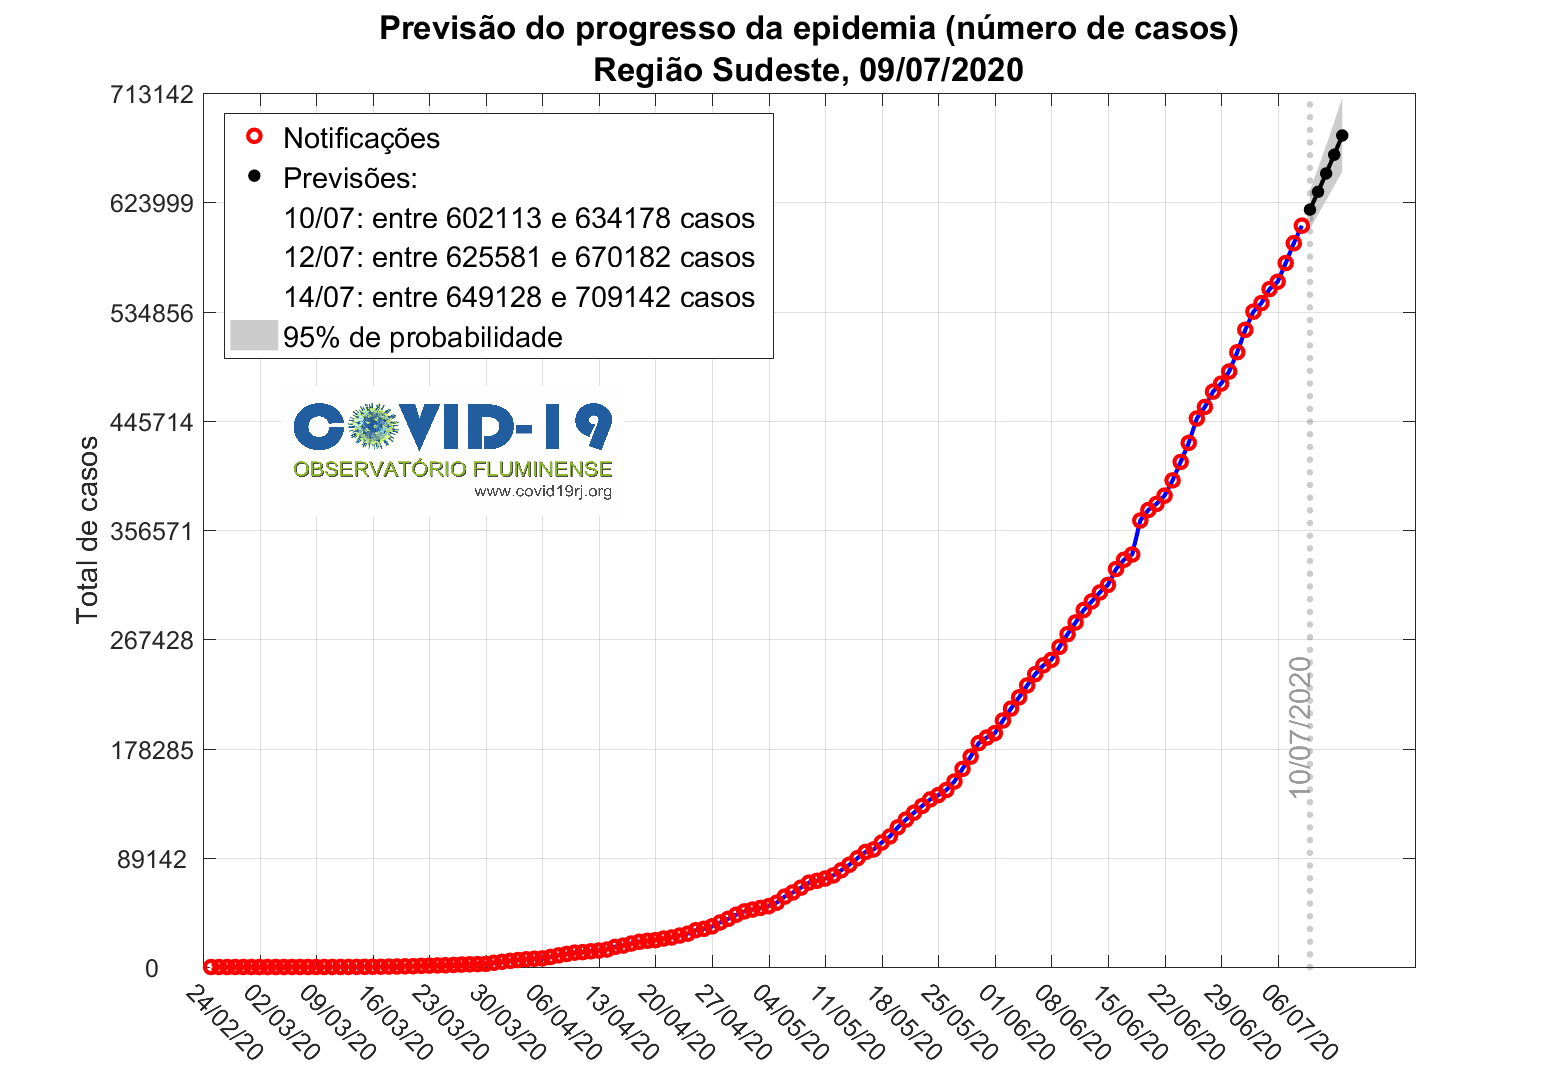 Previsão do progresso da epidemia (número de casos)
Região Sudeste, 09/07/2020
713142
623999
534856
445714
356571
267428
178285
89142
0
Total de casos
Notificações
Previsões:
10/07: entre 602113 e 634178 casos
12/07: entre 625581 e 670182 casos
14/07: entre 649128 e 709142 casos
95% de probabilidade
COVID-19
OBSERVATÓRIO FLUMINENSE
www.covid19rj.org
10/07/2020
24/02/20
02/03/20
09/03/20
16/03/20
23/03/20
30/03/20
06/04/20
13/04/20
20/04/20
27/04/20
04/05/20
11/05/20
18/05/20
25/05/20
01/06/20
08/06/20
15/06/20
22/06/20
29/06/20
06/07/20